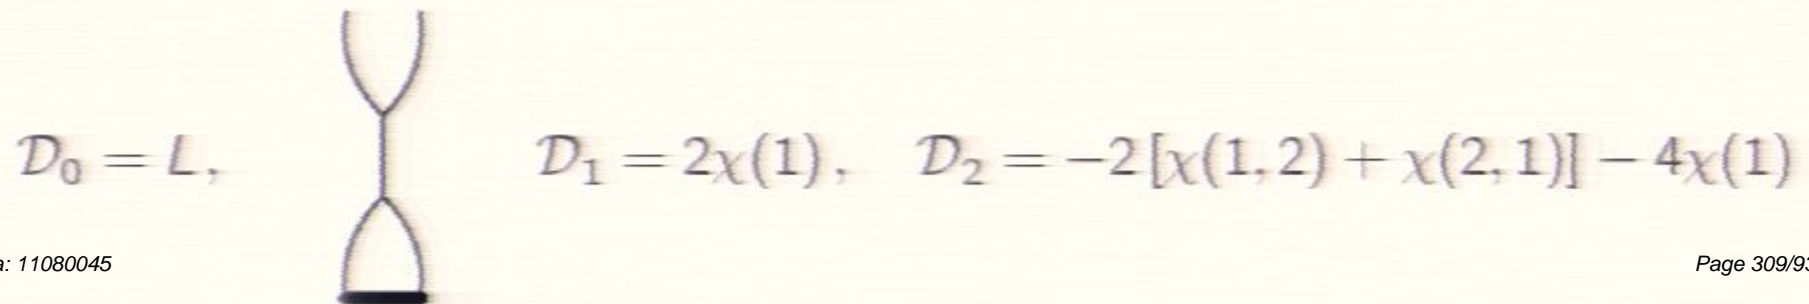 𝒟₀ = L, 𝒟₁ = 2χ(1), 𝒟₂ = −2[χ(1,2) + χ(2,1)] − 4χ(1)
a: 11080045
Page 309/93